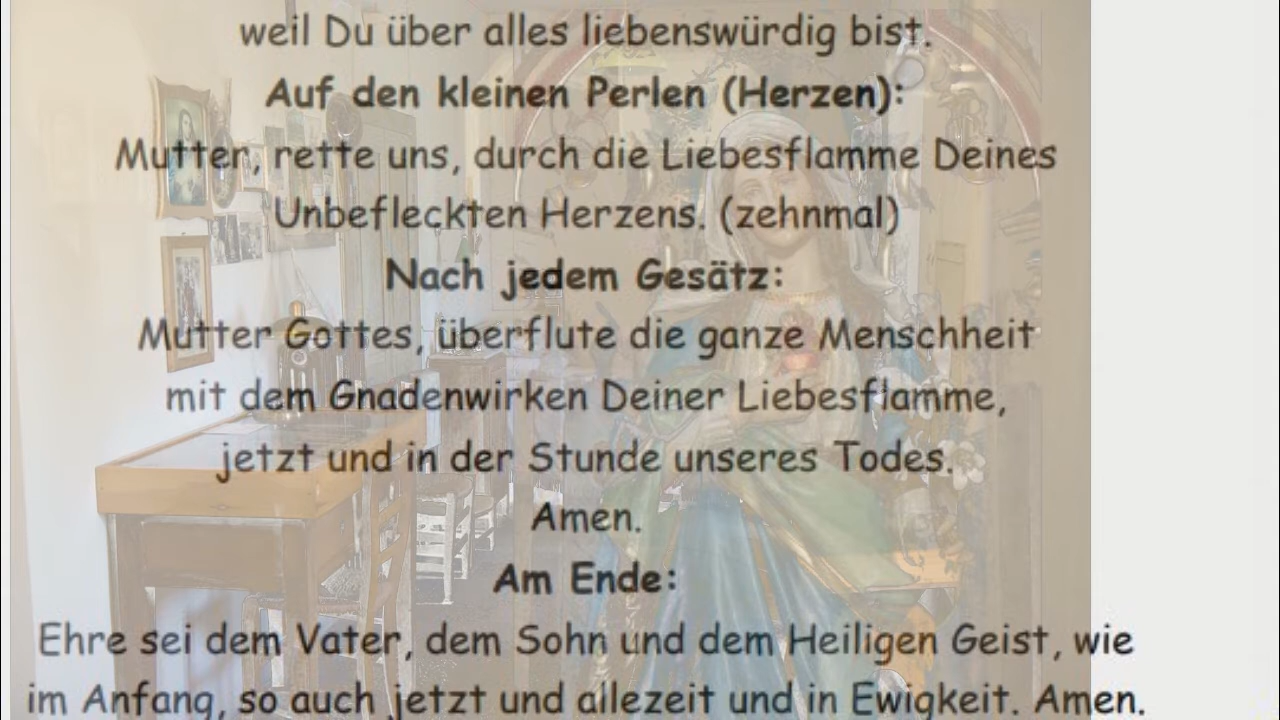 weil Du über alles liebenswürdig bist.
Auf den kleinen Perlen (Herzen):
Mutter, rette uns, durch die Liebesflamme Deines
Unbefleckten Herzens. (zehnmal)
Nach jedem Gesätz:
Mutter Gottes, überflute die ganze Menschheit
mit dem Gnadenwirken Deiner Liebesflamme,
jetzt und in der Stunde unseres Todes.
Amen.
Am Ende:
Ehre sei dem Vater, dem Sohn und dem Heiligen Geist, wie
im Anfang, so auch jetzt und allezeit und in Ewigkeit. Amen.